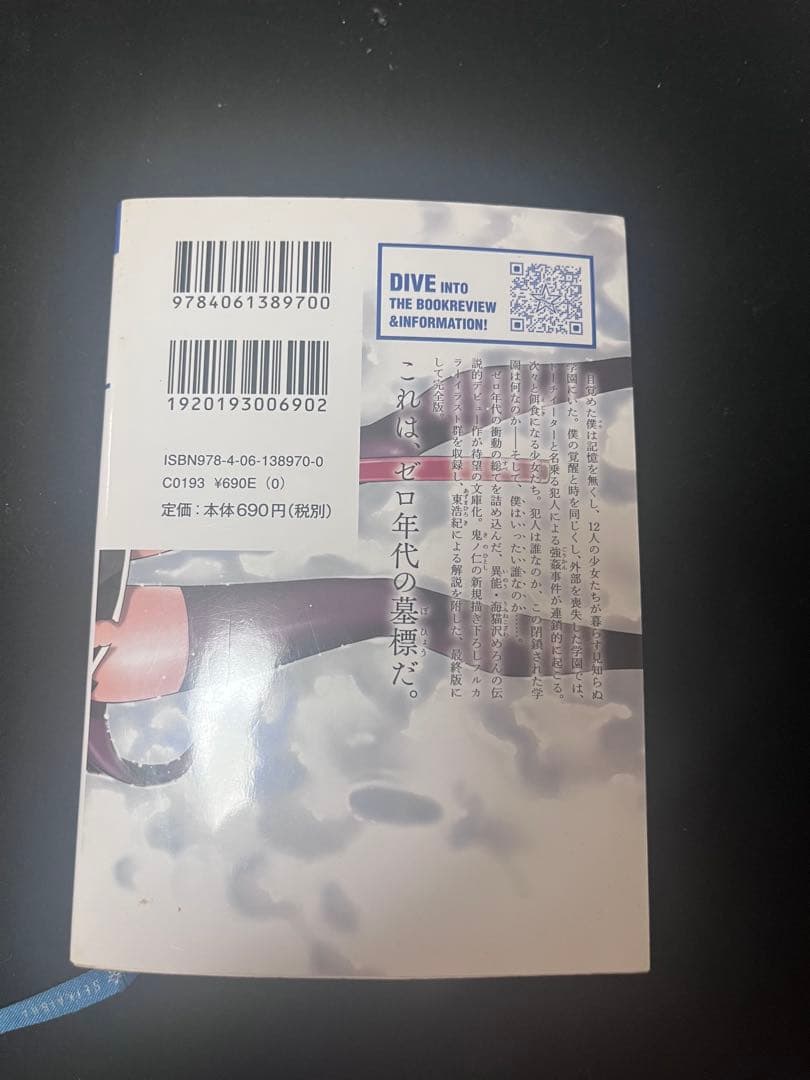 9784061389700
1920193006902
ISBN978-4-06-138970-0
C0193 ¥690E (0)
定価:本体690円(税別)
DIVE INTO
THE BOOKREVIEW
&INFORMATION!
目覚めた僕は記憶を無くし、12人の少女たちが暮らす見知らぬ
学園にいた。僕の覚醒と時を同じくし、外部を喪失した学園では、
ーチィーターと名乗る犯人による強姦事件が連鎖的に起こる。
次々と餌食になる少女たち。犯人は誰なのか、この閉鎖された学
園は何なのか――そして、僕はいったい誰なのか……
ゼロ年代の衝動の総てを詰め込んだ、異能・海猫沢めろんの伝
説的デビュー作が待望の文庫化。鬼ノ仁の新規描き下ろしフルカ
ラーイラスト群を収録し、東浩紀による解説を附した、最終版に
して完全版
これは、ゼロ年代の墓標だ。
SEIKAISHA